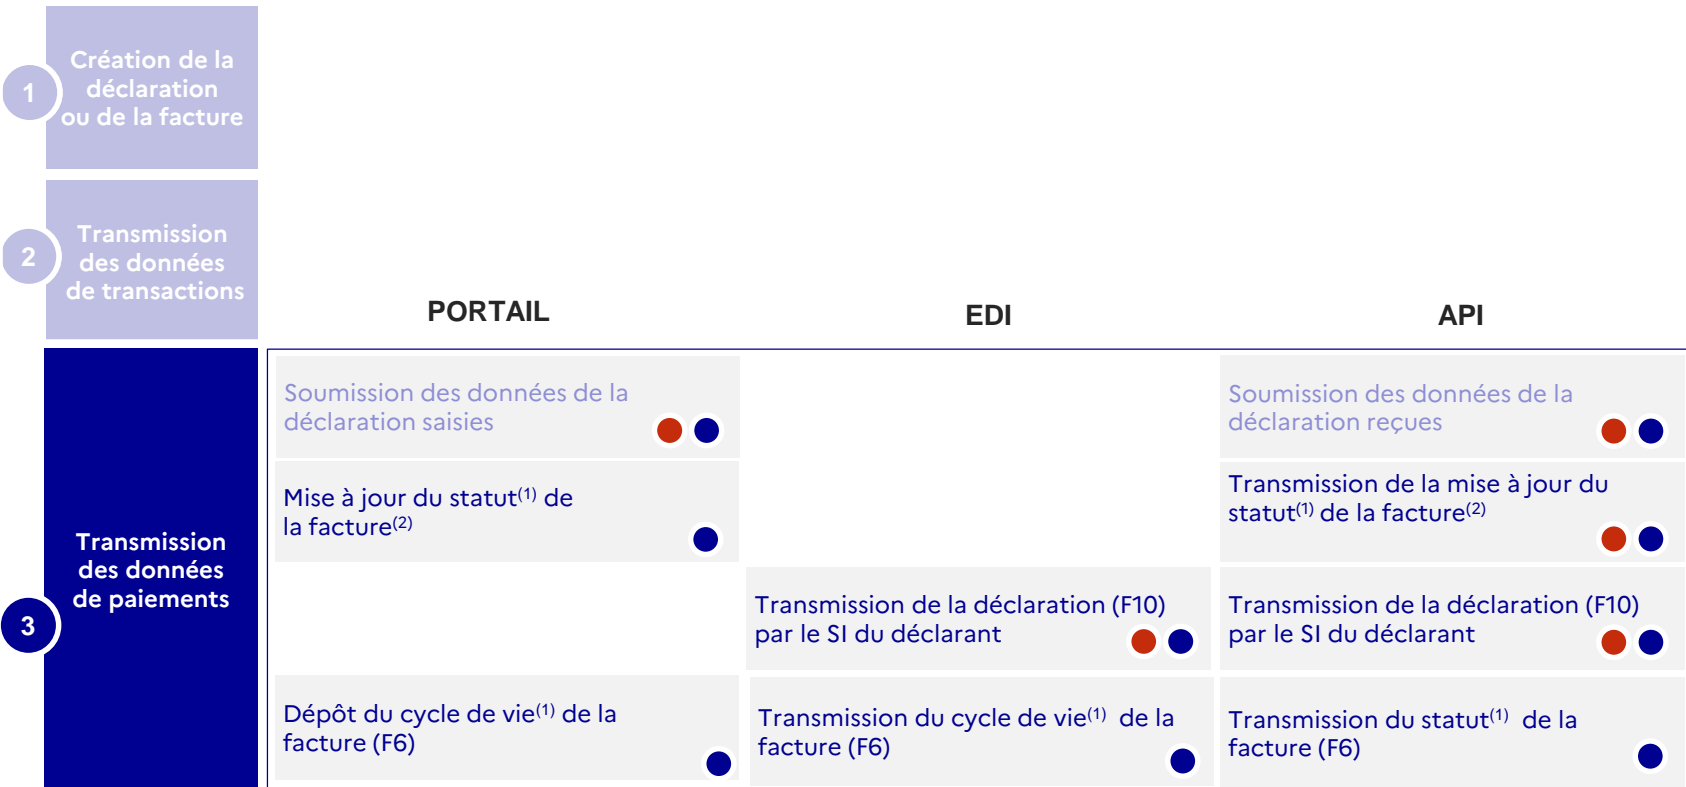 Création de la
déclaration
ou de la facture
1
Transmission
des données
de transactions
2
PORTAIL
EDI
API
Transmission
des données
de paiements
3
Soumission des données de la
déclaration saisies
Soumission des données de la
déclaration reçues
Mise à jour du statut(1) de
la facture(2)
Transmission de la mise à jour du
statut(1) de la facture(2)
Transmission de la déclaration (F10)
par le SI du déclarant
Transmission de la déclaration (F10)
par le SI du déclarant
Dépôt du cycle de vie(1) de la
facture (F6)
Transmission du cycle de vie(1) de la
facture (F6)
Transmission du statut(1) de la
facture (F6)